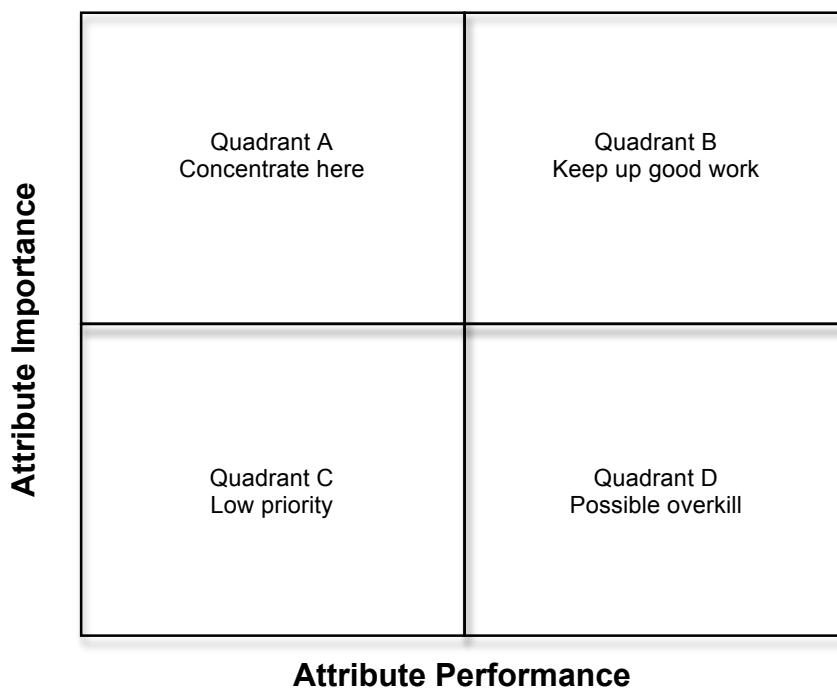 Attribute Importance
Quadrant A
Concentrate here
Quadrant B
Keep up good work
Quadrant C
Low priority
Quadrant D
Possible overkill
Attribute Performance